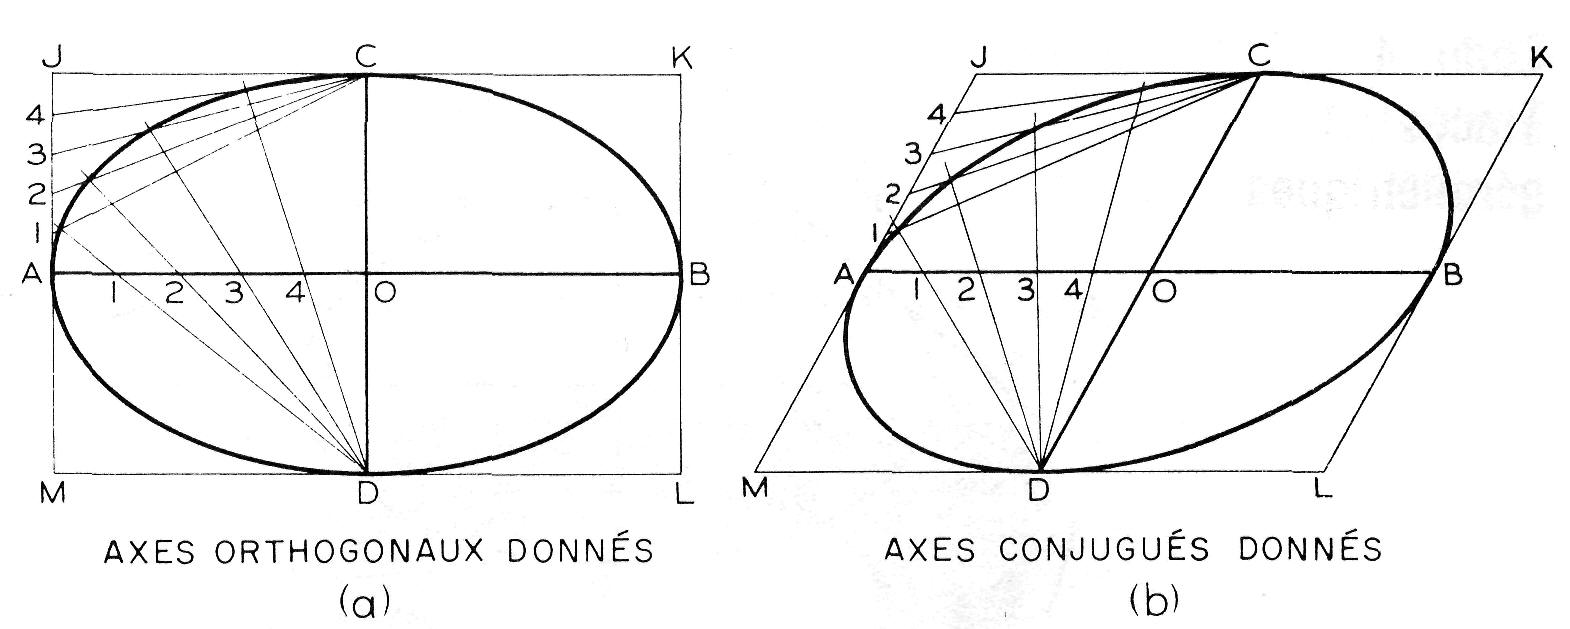 J C K
4
3
2
1
A 1 2 3 4 O B
M D L
AXES ORTHOGONAUX DONNÉS
(a)
J C K
4
3
2
1
A 1 2 3 4 O B
M D L
AXES CONJUGUÉS DONNÉS
(b)